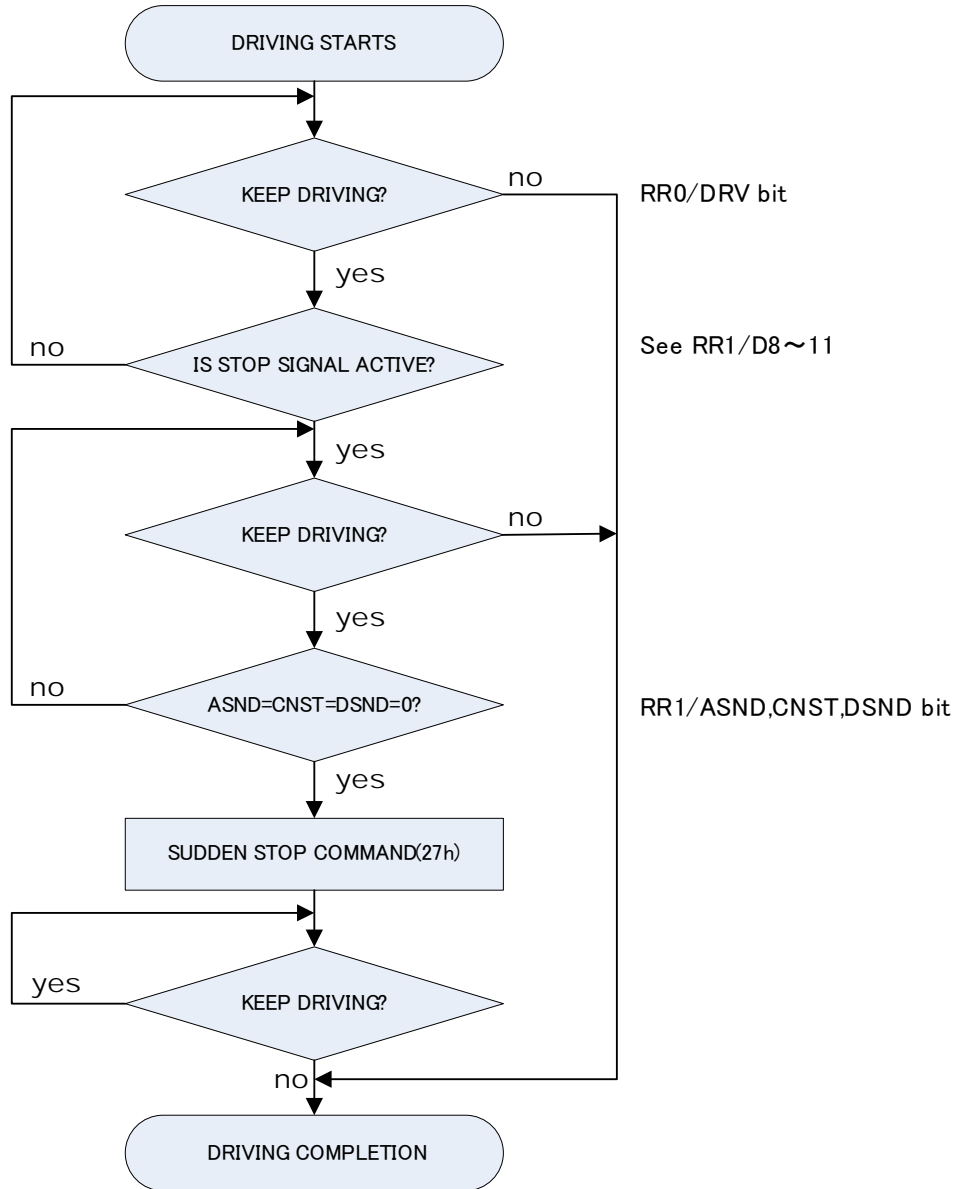 DRIVING STARTS
KEEP DRIVING?
no
RR0/DRV bit
yes
no
IS STOP SIGNAL ACTIVE?
See RR1/D8～11
yes
KEEP DRIVING?
no
yes
no
ASND=CNST=DSND=0?
RR1/ASND,CNST,DSND bit
yes
SUDDEN STOP COMMAND(27h)
yes
KEEP DRIVING?
no
DRIVING COMPLETION